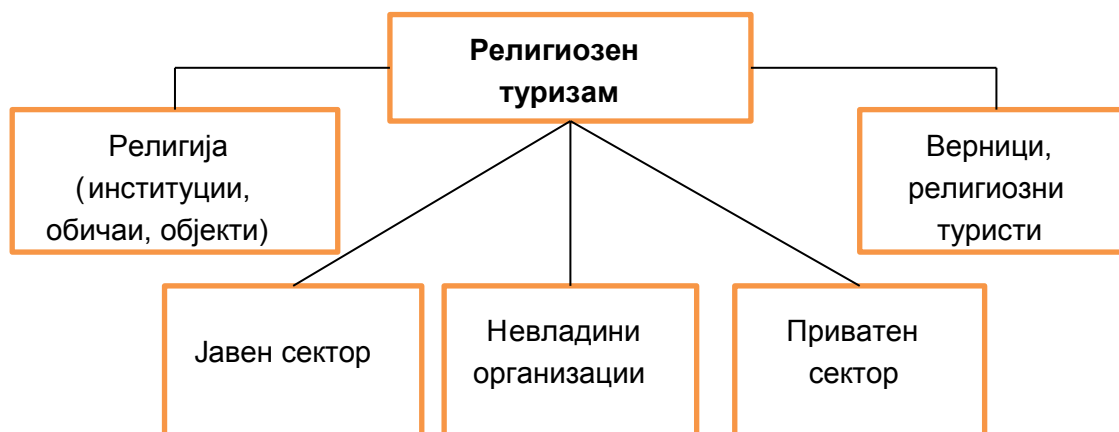 Религиозен
туризам
Религија
(институции,
обичаи, објекти)
Верници,
религиозни
туристи
Јавен сектор
Невладини
организации
Приватен
сектор